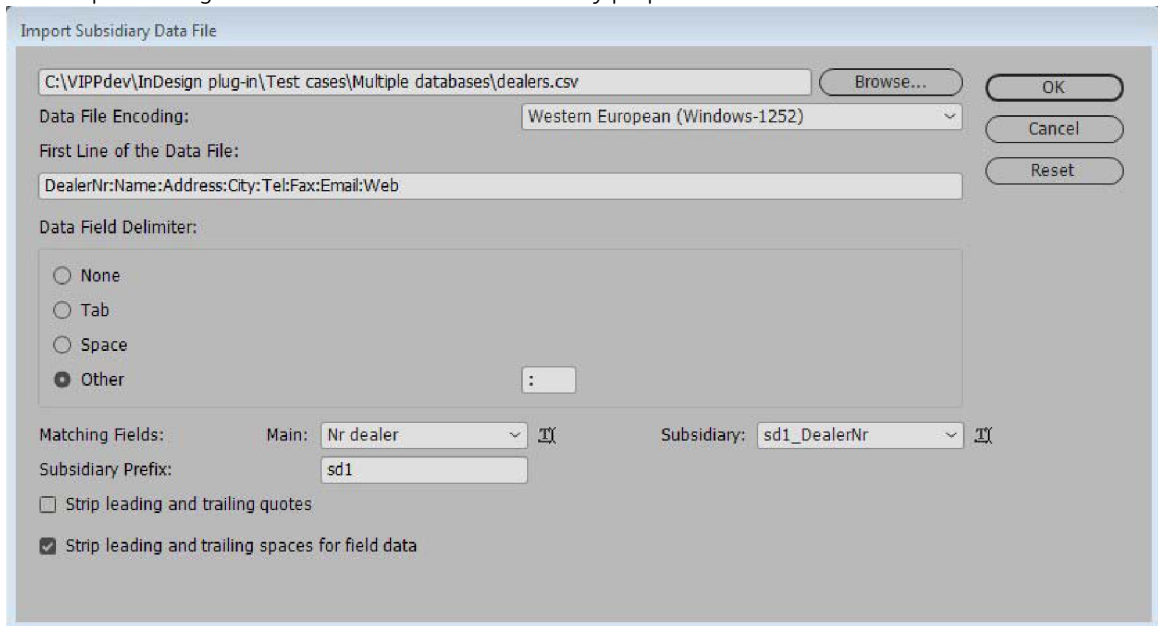 Import Subsidiary Data File
C:\VIPPdev\InDesign plug-in\Test cases\Multiple databases\dealers.csv Browse... OK
Data File Encoding: Western European (Windows-1252) Cancel
First Line of the Data File:
DealerNr:Name:Address:City:Tel:Fax:Email:Web Reset
Data Field Delimiter:
None
Tab
Space
Other :
Matching Fields: Main: Nr dealer Subsidiary: sd1_DealerNr
Subsidiary Prefix: sd1
Strip leading and trailing quotes
Strip leading and trailing spaces for field data